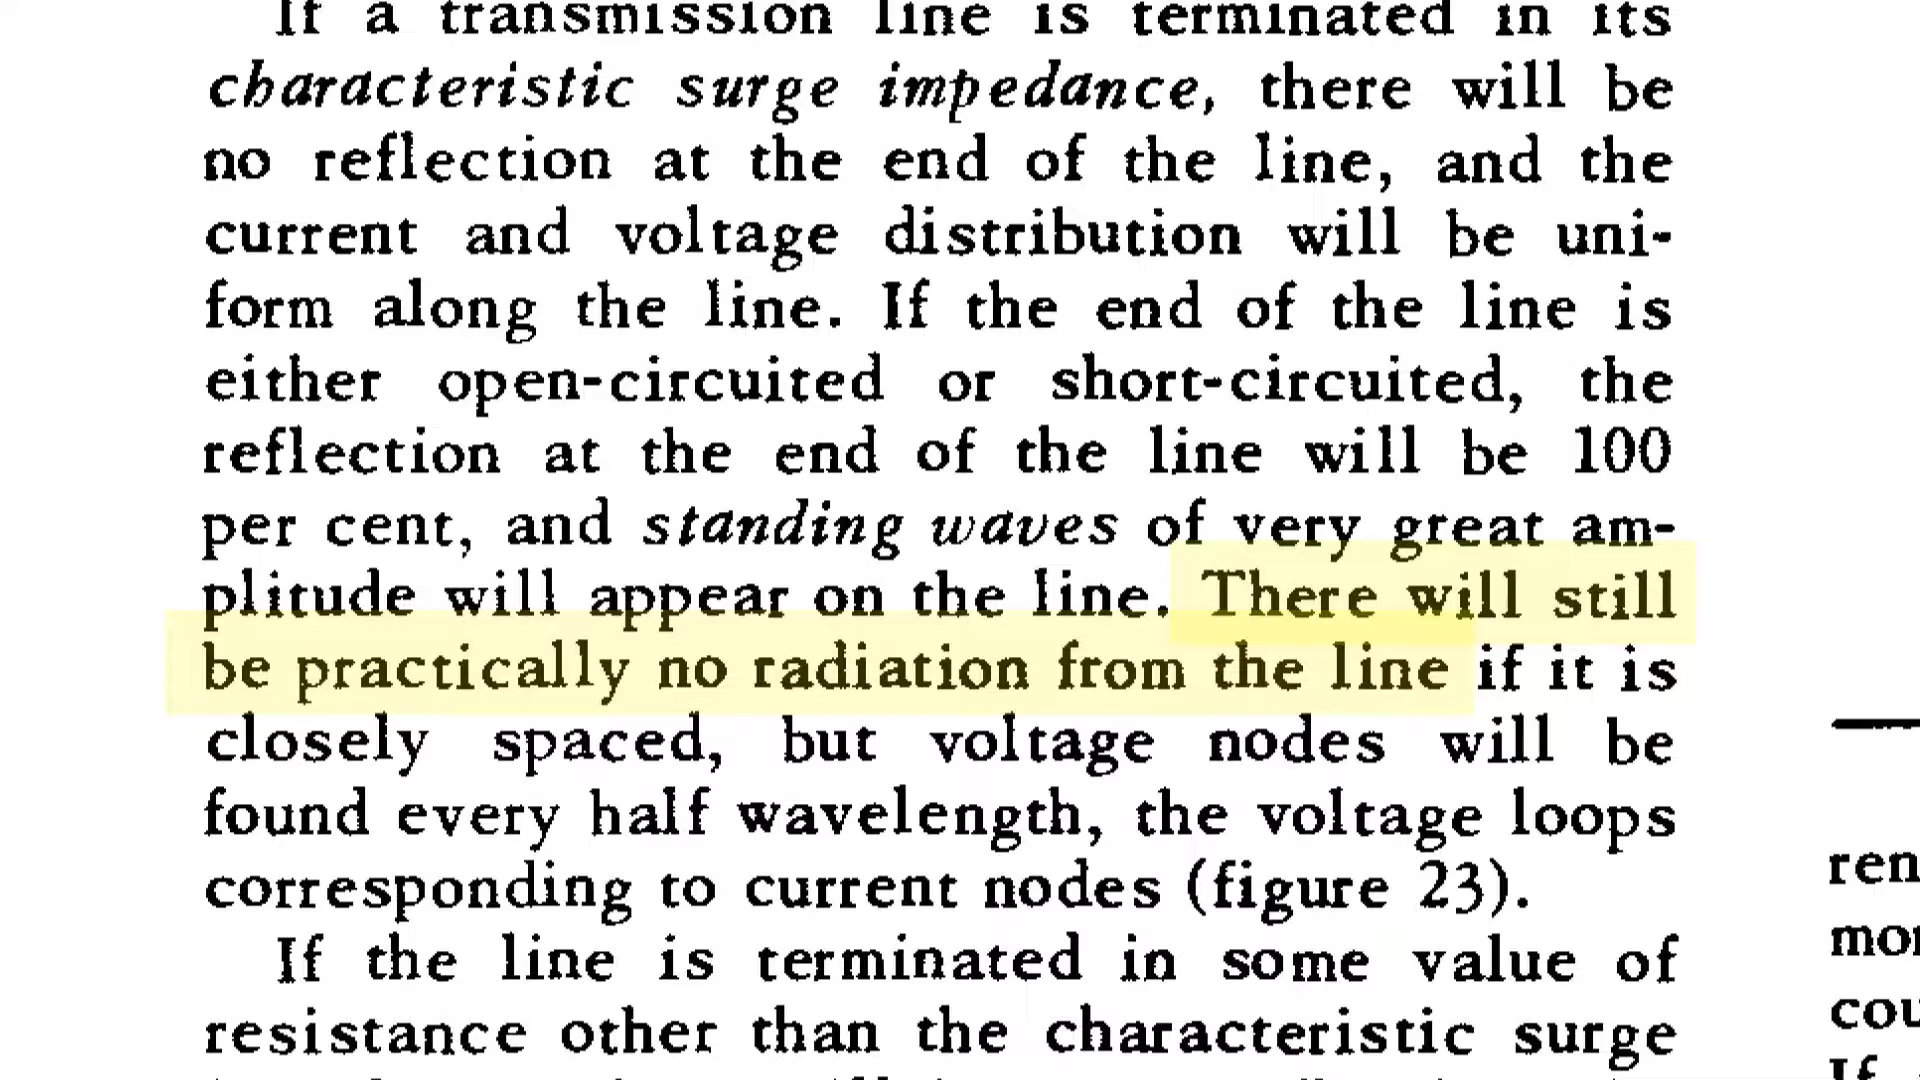 If a transmission line is terminated in its
characteristic surge impedance, there will be
no reflection at the end of the line, and the
current and voltage distribution will be uni-
form along the line. If the end of the line is
either open-circuited or short-circuited, the
reflection at the end of the line will be 100
per cent, and standing waves of very great am-
plitude will appear on the line. There will still
be practically no radiation from the line if it is
closely spaced, but voltage nodes will be
found every half wavelength, the voltage loops
corresponding to current nodes (figure 23).
If the line is terminated in some value of
resistance other than the characteristic surge